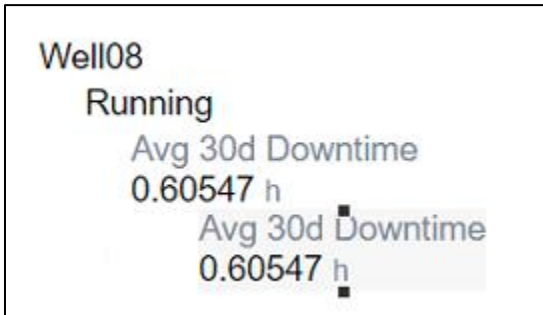 Well08
Running
Avg 30d Downtime
0.60547 h
Avg 30d Downtime
0.60547 h